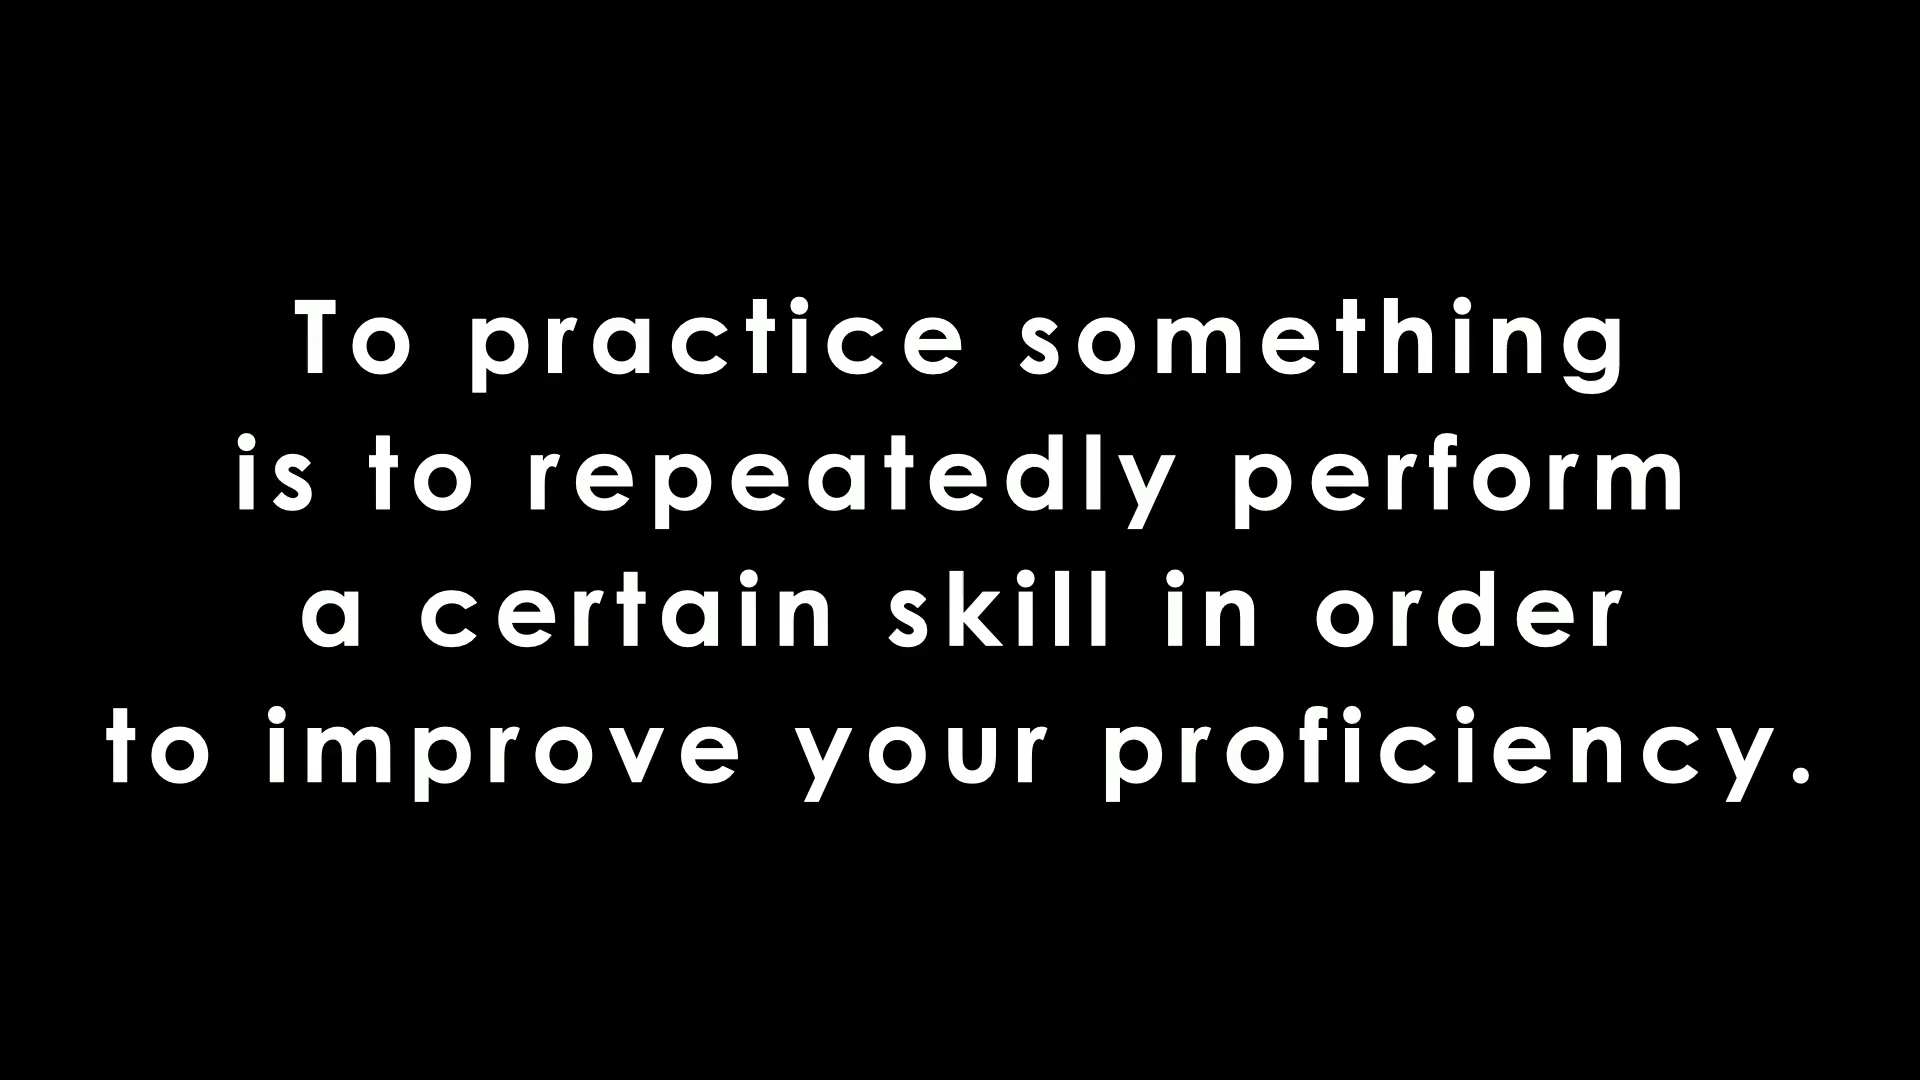 To practice something
is to repeatedly perform
a certain skill in order
to improve your proficiency.